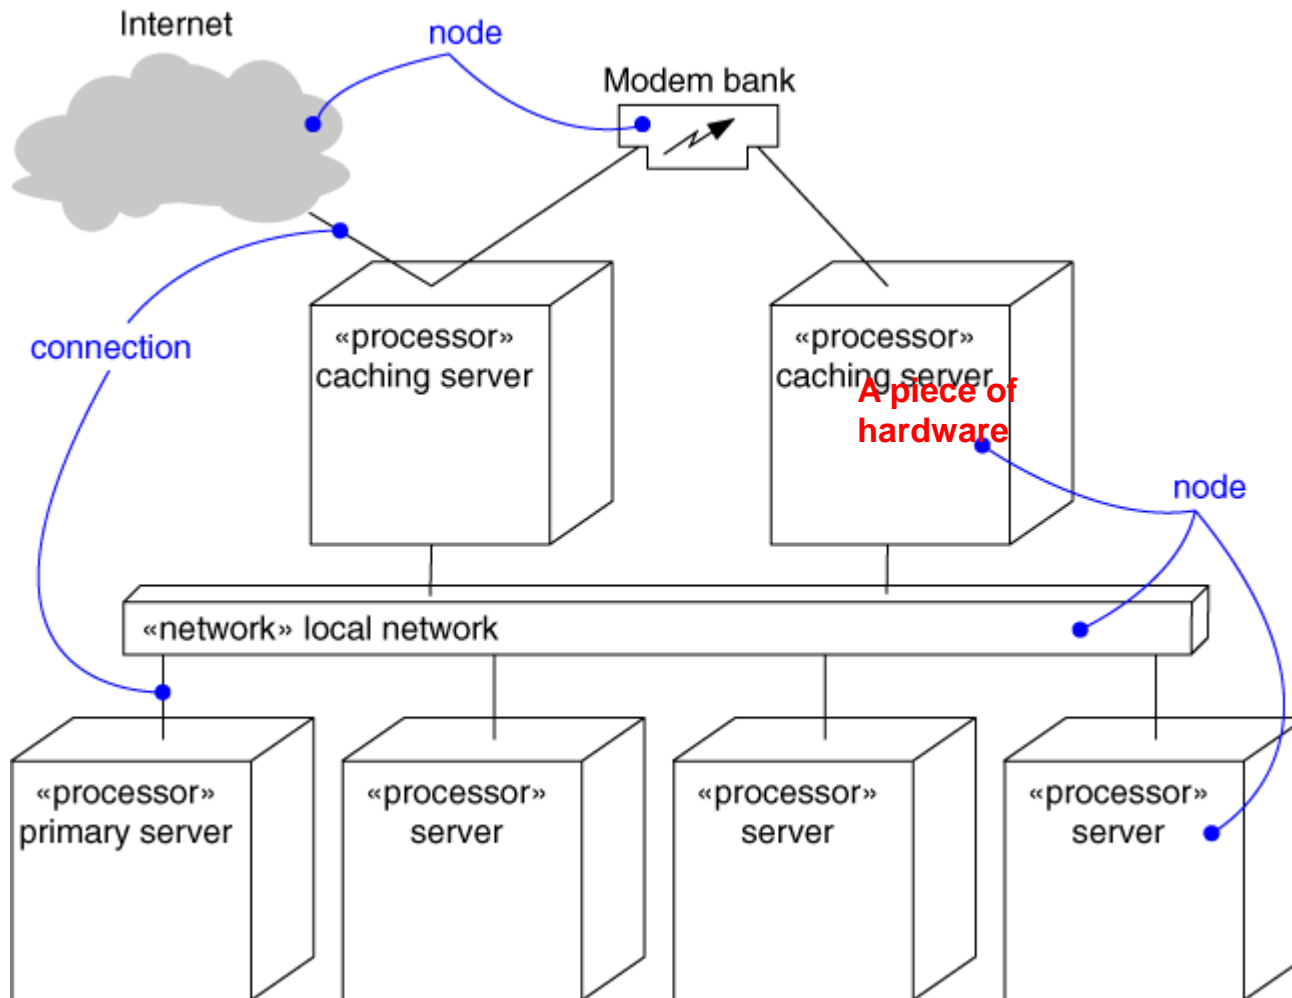 Internet
node
Modem bank
connection
«processor»
caching server
«processor»
caching server
A piece of
hardware
node
«network» local network
«processor»
primary server
«processor»
server
«processor»
server
«processor»
server